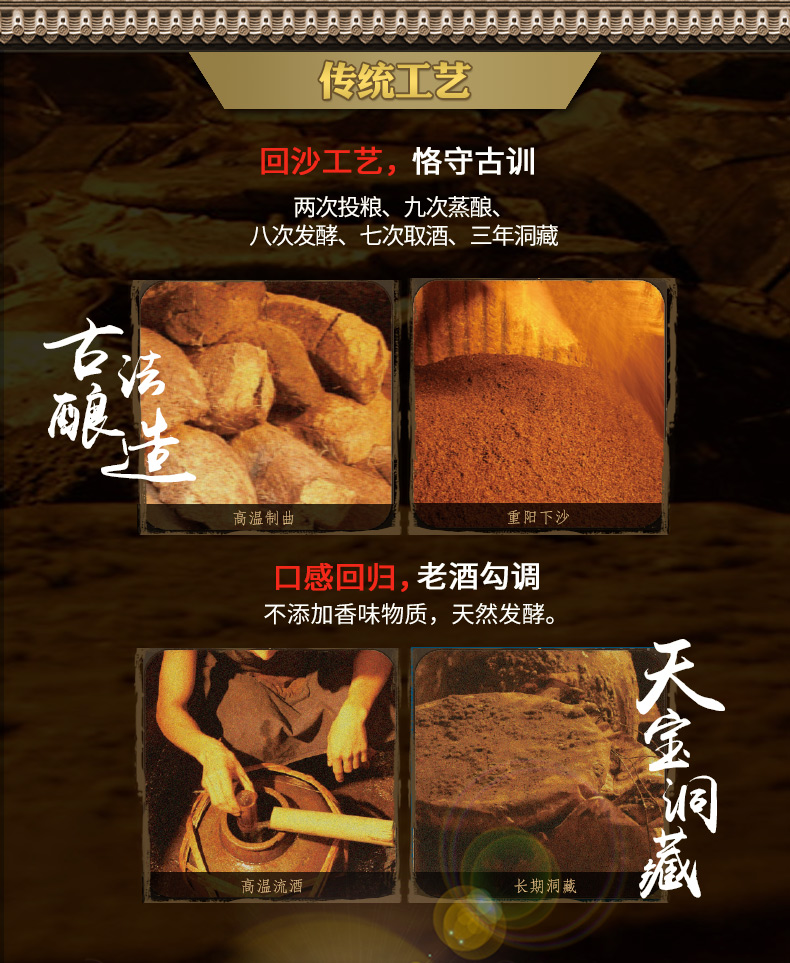 传统工艺
回沙工艺，恪守古训
两次投粮、九次蒸酿、
八次发酵、七次取酒、三年洞藏
古法
酿造
高温制曲
重阳下沙
口感回归，老酒勾调
不添加香味物质，天然发酵。
天宝洞藏
高温流酒
长期洞藏